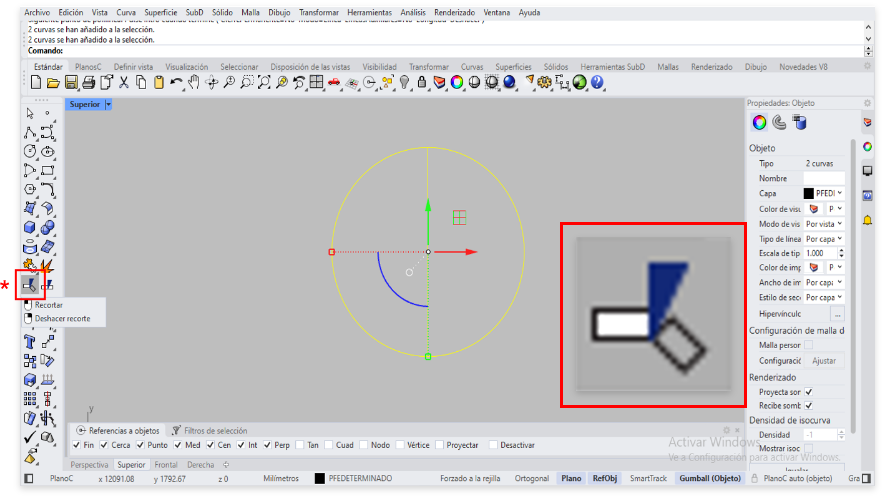 Archivo Edición Vista Curva Superficie SubD Sólido Malla Dibujo Transformar Herramientas Análisis Renderizado Ventana Ayuda
2 curvas se han añadido a la selección.
2 curvas se han añadido a la selección.
Comando:
Estándar PlanosC Definir vista Visualización Seleccionar Disposición de las vistas Visibilidad Transformar Curvas Superficies Sólidos Herramientas SubD Mallas Renderizado Dibujo Novedades V8
Superior
Propiedades: Objeto
Objeto
Tipo 2 curvas
Nombre
Capa PFEDI
Color de visu P
Modo de vis Por vista
Tipo de línea Por capa
Escala de tip 1.000
Color de imp P
Ancho de im Por capa
Estilo de sec Por capa
Hipervínculo ...
Configuración de malla d
Malla person
Configuració Ajustar
Renderizado
Proyecta son
Recibe somb
Densidad de isocurva
Densidad -1
Mostrar isoc
*
Recortar
Deshacer recorte
y
Referencias a objetos Filtros de selección
Fin Cerca Punto Med Cen Int Perp Tan Cuad Nodo Vértice Proyectar Desactivar
Activar Windows
Ve a Configuración para activar Windows.
Perspectiva Superior Frontal Derecha
PlanoC x 12091.08 y 1792.67 z 0 Milímetros PFEDETERMINADO Forzado a la rejilla Ortogonal Plano RefObj SmartTrack Gumball (Objeto) PlanoC auto (objeto) Gra